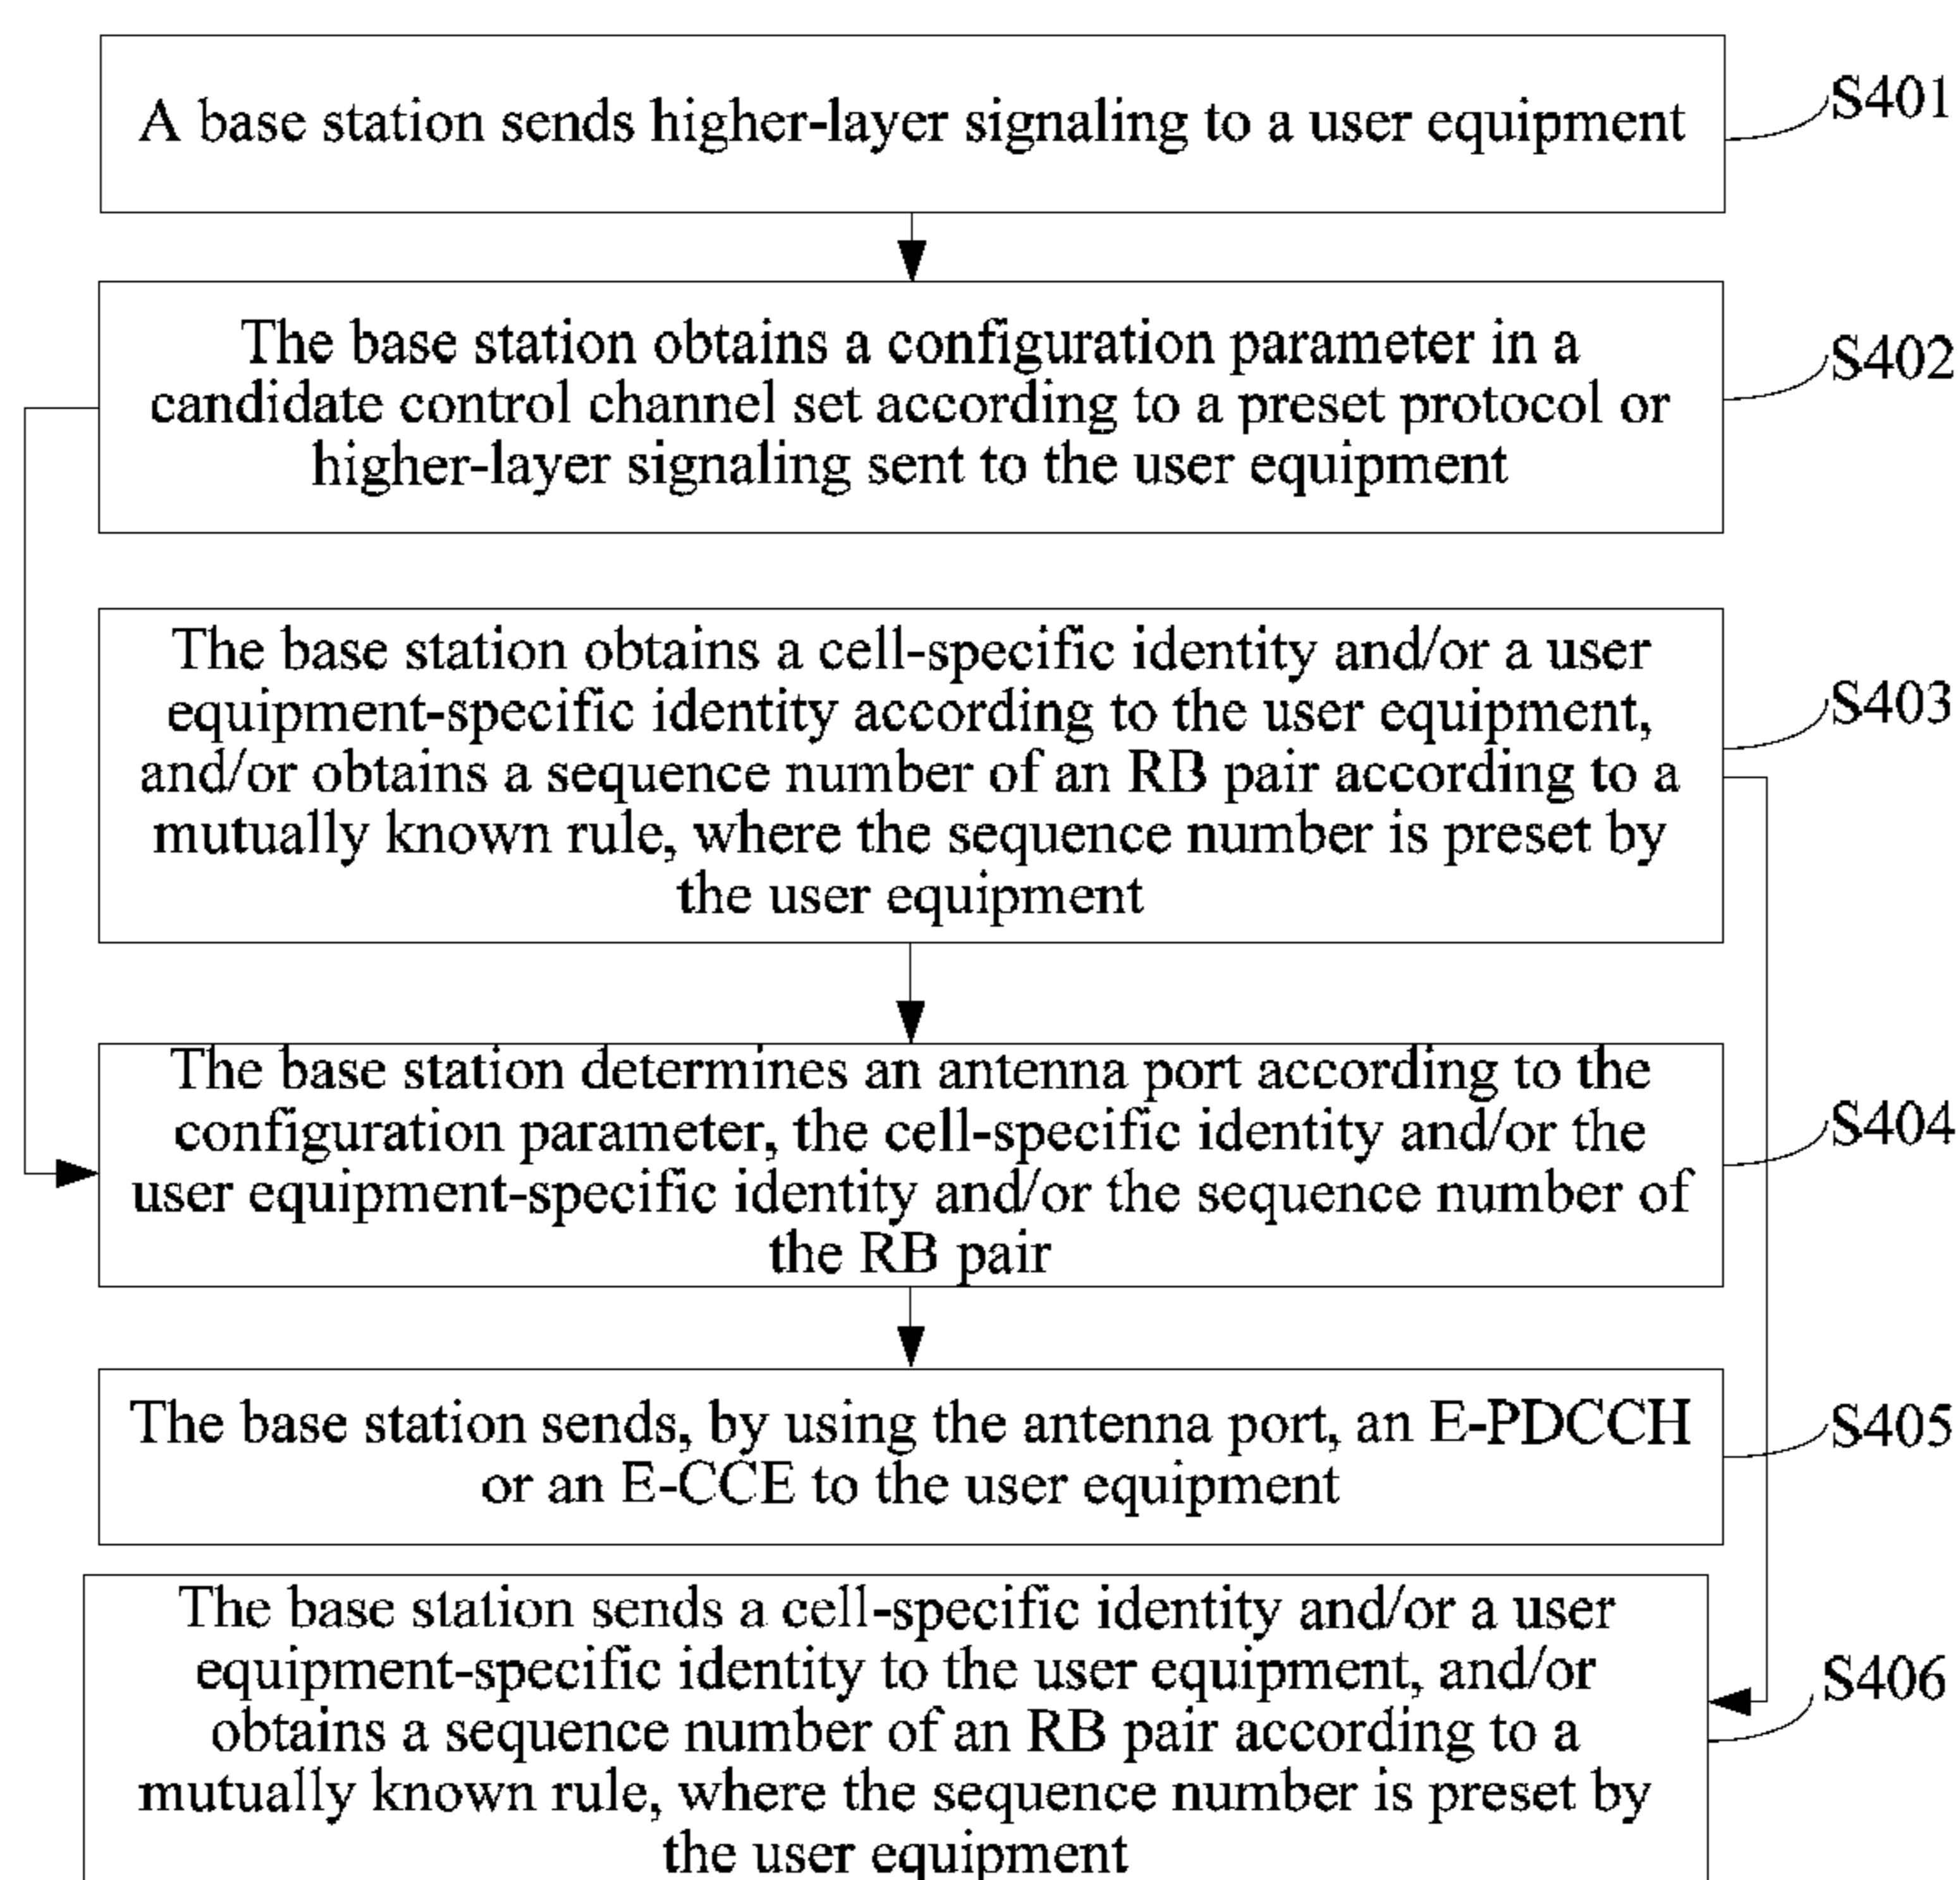 A base station sends higher-layer signaling to a user equipment
S401
The base station obtains a configuration parameter in a
candidate control channel set according to a preset protocol or
higher-layer signaling sent to the user equipment
S402
The base station obtains a cell-specific identity and/or a user
equipment-specific identity according to the user equipment,
and/or obtains a sequence number of an RB pair according to a
mutually known rule, where the sequence number is preset by
the user equipment
S403
The base station determines an antenna port according to the
configuration parameter, the cell-specific identity and/or the
user equipment-specific identity and/or the sequence number of
the RB pair
S404
The base station sends, by using the antenna port, an E-PDCCH
or an E-CCE to the user equipment
S405
The base station sends a cell-specific identity and/or a user
equipment-specific identity to the user equipment, and/or
obtains a sequence number of an RB pair according to a
mutually known rule, where the sequence number is preset by
the user equipment
S406